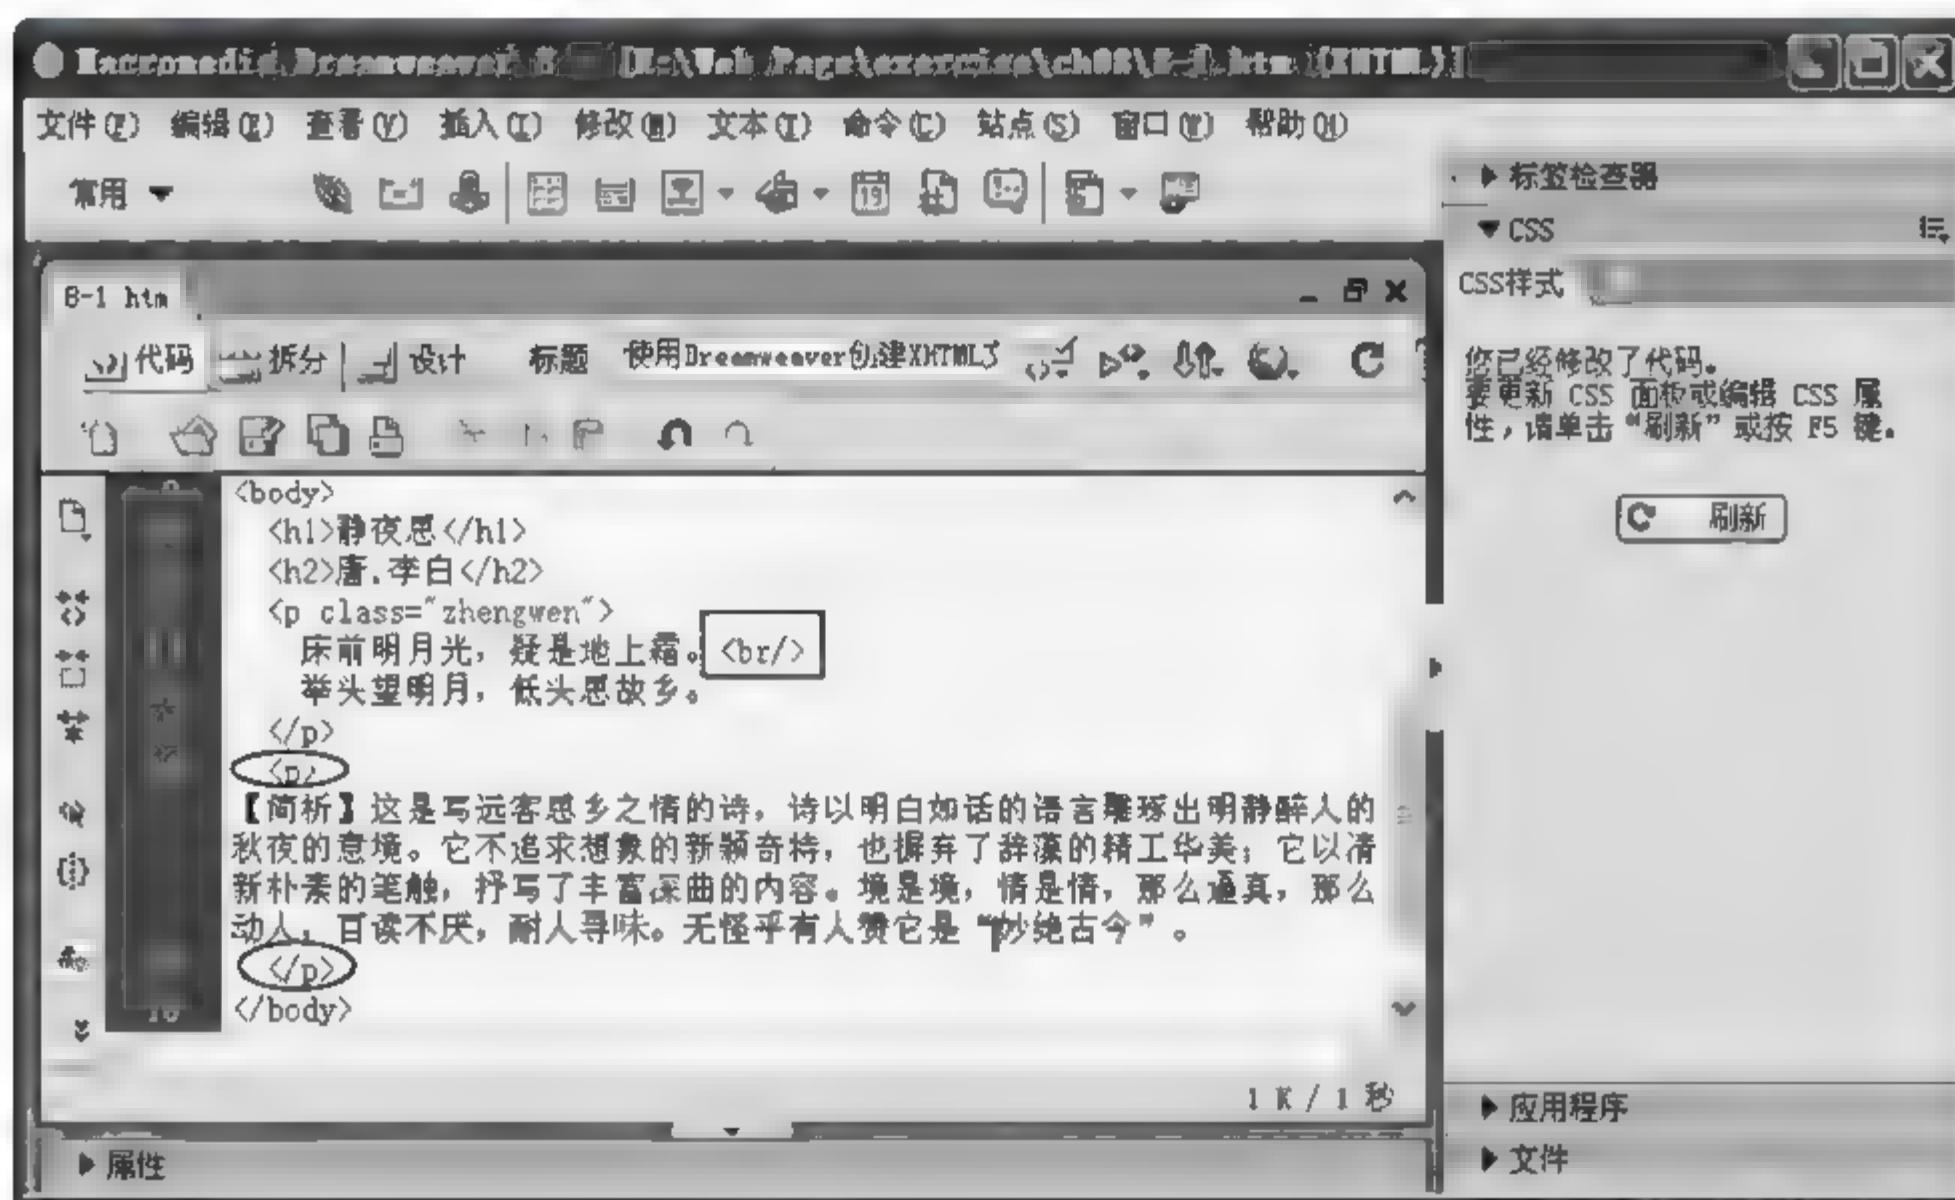 Macromedia Dreamweaver 8 [E:\Web Page\exercise\ch08\8-1.htm (XHTML)]
文件(F) 编辑(E) 查看(V) 插入(I) 修改(M) 文本(T) 命令(C) 站点(S) 窗口(W) 帮助(H)
常用
19
标签检查器
CSS
CSS样式
您已经修改了代码。
要更新 CSS 面板或编辑 CSS 属
性，请单击“刷新”或按 F5 键。
刷新
8-1 htm
代码 拆分 设计 标题 使用Dreamweaver创建XHTML文
<body>
<h1>静夜思</h1>
<h2>唐.李白</h2>
<p class="zhengwen">
床前明月光，疑是地上霜。<br/>
举头望明月，低头思故乡。
</p>
<p>
【简析】这是写远客思乡之情的诗，诗以明白如话的语言雕琢出明静醉人的
秋夜的意境。它不追求想象的新颖奇特，也摒弃了辞藻的精工华美；它以清
新朴素的笔触，抒写了丰富深曲的内容。境是境，情是情，那么逼真，那么
动人，百读不厌，耐人寻味。无怪乎有人赞它是“妙绝古今”。
</p>
</body>
1 K / 1 秒
属性
应用程序
文件